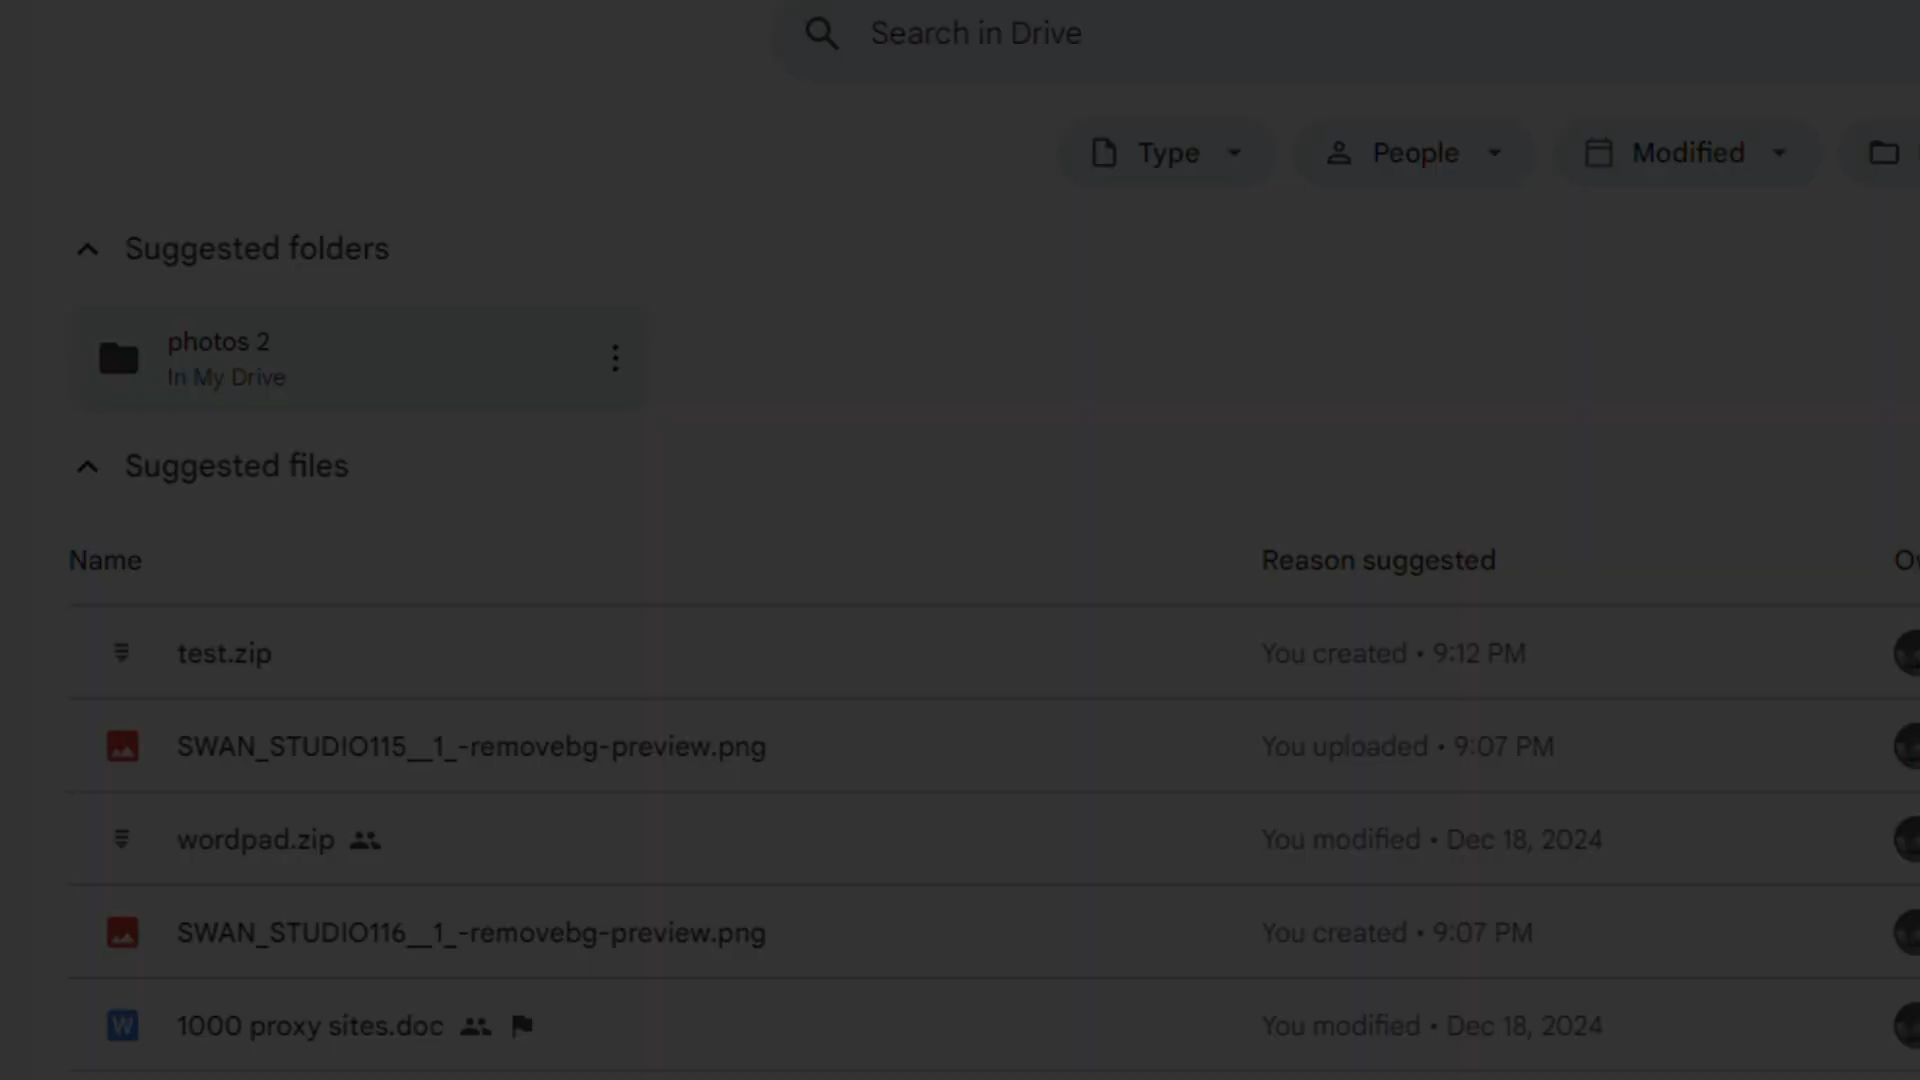 Search in Drive
Type People Modified
Suggested folders
photos 2
In My Drive
Suggested files
Name Reason suggested
test.zip You created • 9:12 PM
SWAN_STUDIO115__1_-removebg-preview.png You uploaded • 9:07 PM
wordpad.zip You modified • Dec 18, 2024
SWAN_STUDIO116__1_-removebg-preview.png You created • 9:07 PM
1000 proxy sites.doc You modified • Dec 18, 2024